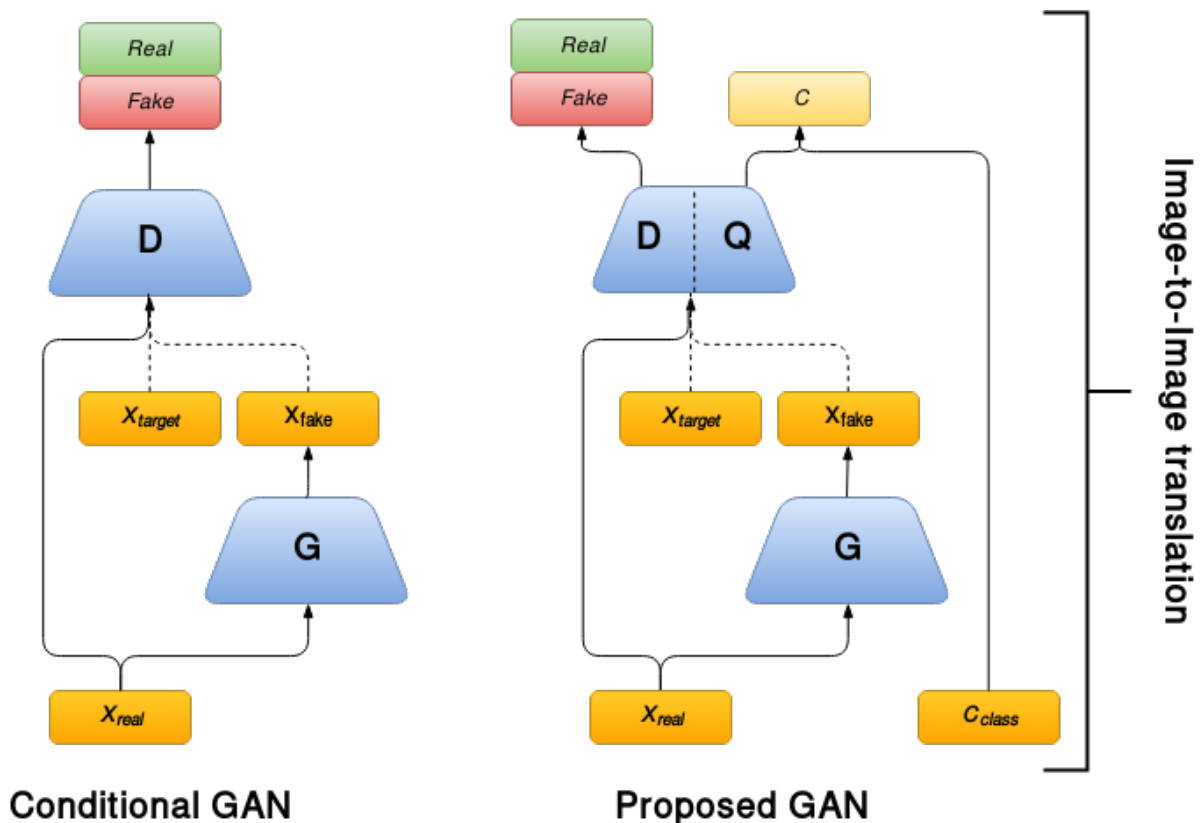 Real
Fake
D
X_target
X_fake
G
X_real
Conditional GAN
Real
Fake
C
D
Q
X_target
X_fake
G
X_real
C_class
Proposed GAN
Image-to-Image translation